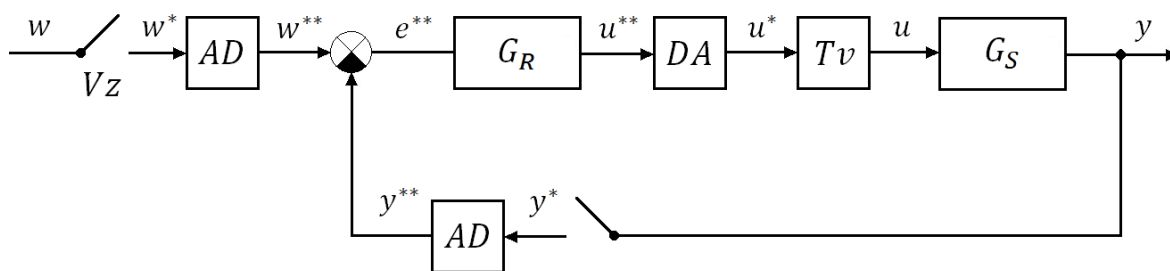 w w* w** e** u** u* u y
Vz AD G_R DA Tv G_S
y** AD y*